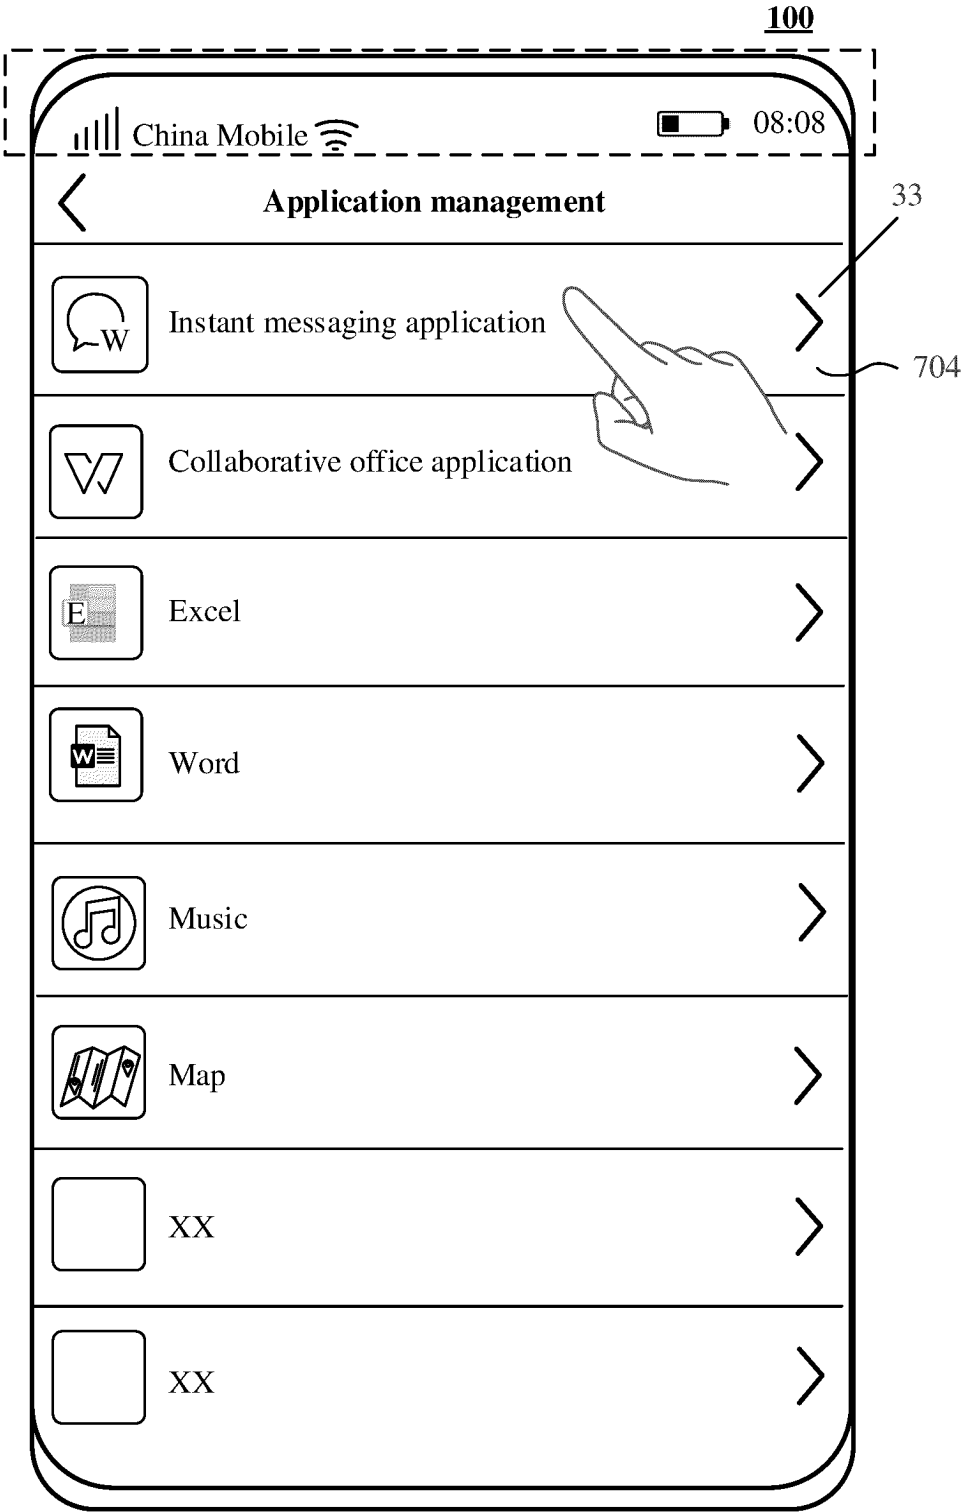 100
China Mobile 08:08
Application management
33
W Instant messaging application
704
Collaborative office application
E Excel
W Word
Music
Map
XX
XX